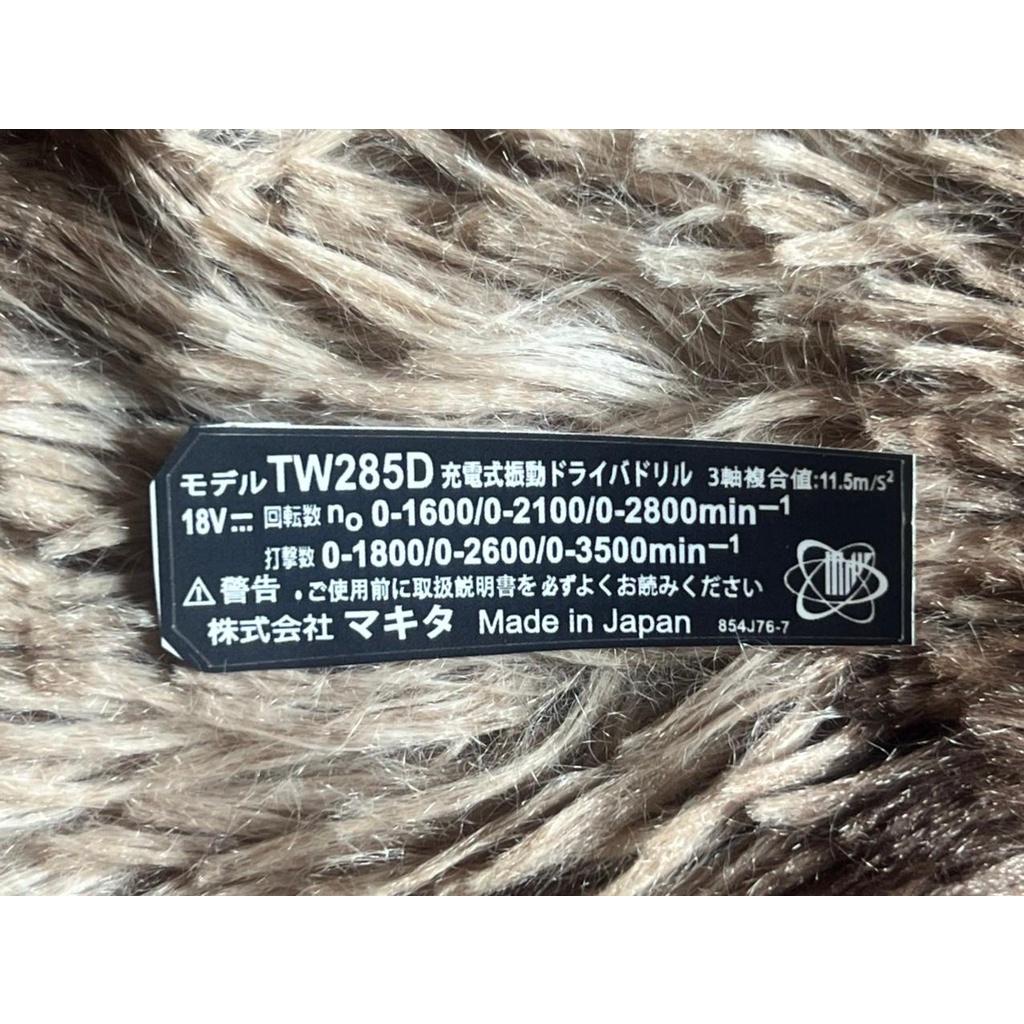 モデル TW285D 充電式振動ドライバドリル 3軸複合値:11.5m/s²
18V⎓ 回転数 no 0-1600/0-2100/0-2800min−1
打撃数 0-1800/0-2600/0-3500min−1
⚠ 警告 .ご使用前に取扱説明書を必ずよくお読みください
株式会社 マキタ Made in Japan 854J76-7